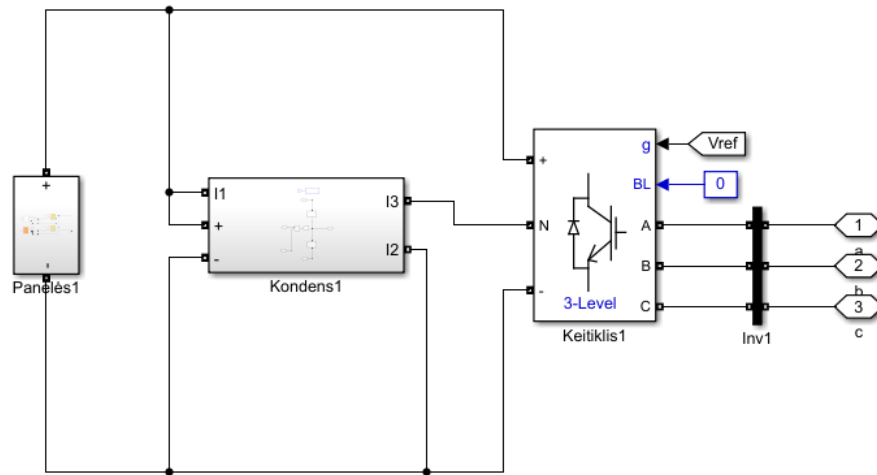 +
-
Panelės1
I1
+
-
I3
I2
Kondens1
+
N
-
g
BL
A
B
C
3-Level
Keitiklis1
Vref
0
Inv1
1
a
2
b
3
c